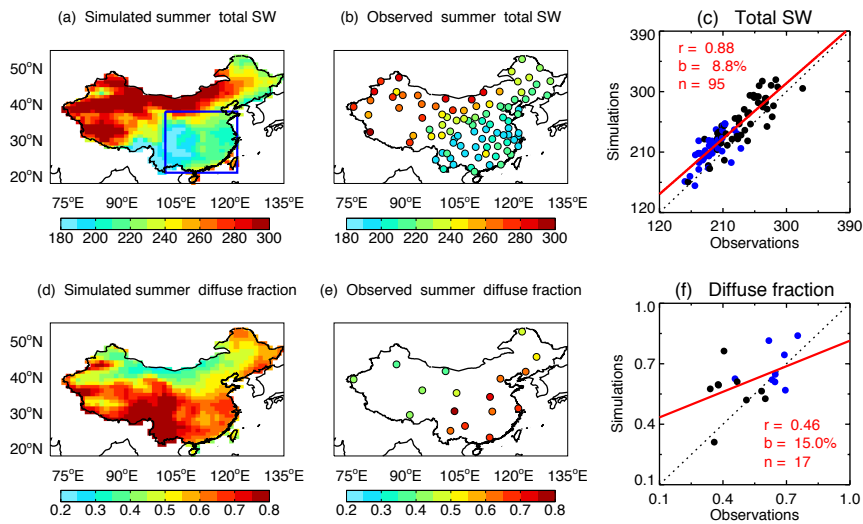 (a) Simulated summer total SW
50°N
40°N
30°N
20°N
75°E 90°E 105°E 120°E 135°E
180 200 220 240 260 280 300
(b) Observed summer total SW
50°N
40°N
30°N
20°N
75°E 90°E 105°E 120°E 135°E
180 200 220 240 260 280 300
(c) Total SW
Simulations
390
300
210
120
r = 0.88
b = 8.8%
n = 95
120 210 300 390
Observations
(d) Simulated summer diffuse fraction
50°N
40°N
30°N
20°N
75°E 90°E 105°E 120°E 135°E
0.2 0.3 0.4 0.5 0.6 0.7 0.8
(e) Observed summer diffuse fraction
50°N
40°N
30°N
20°N
75°E 90°E 105°E 120°E 135°E
0.2 0.3 0.4 0.5 0.6 0.7 0.8
(f) Diffuse fraction
Simulations
1.0
0.7
0.4
0.1
r = 0.46
b = 15.0%
n = 17
0.1 0.4 0.7 1.0
Observations